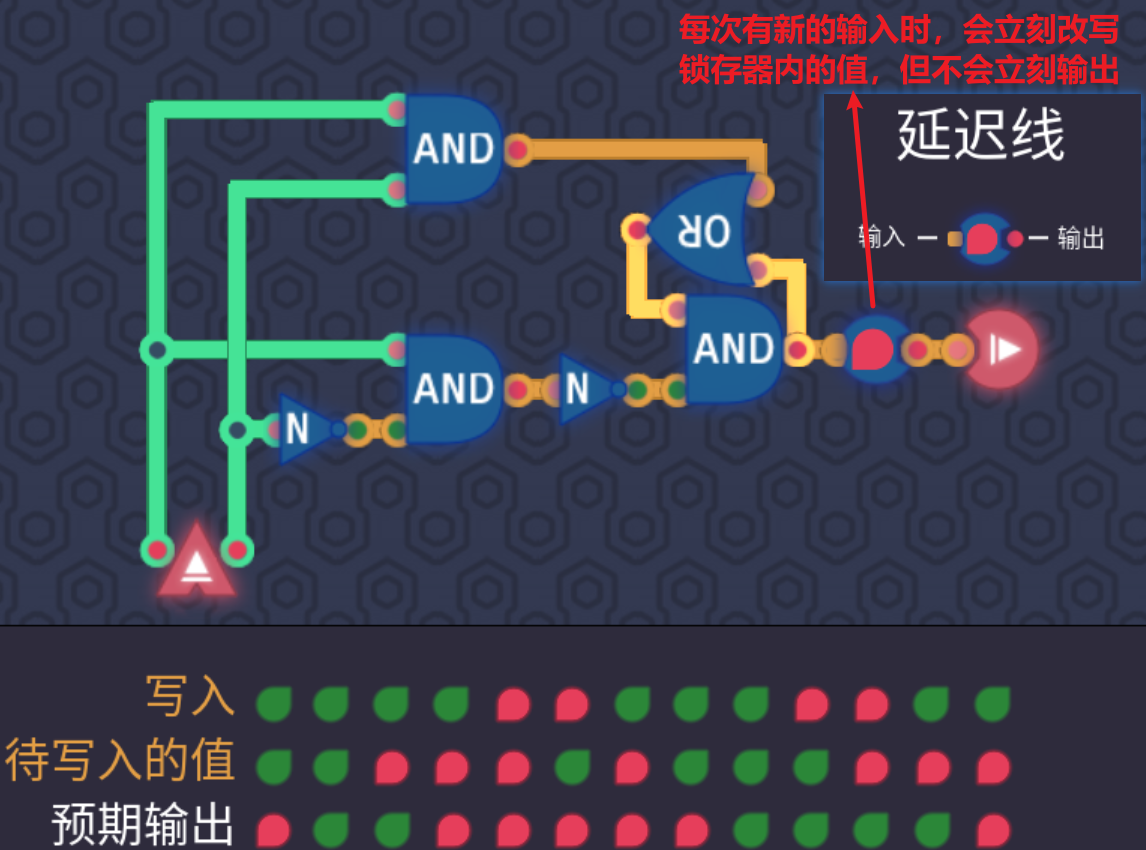 每次有新的输入时，会立刻改写
锁存器内的值，但不会立刻输出
延迟线
输入
输出
AND
OR
AND
AND
N
N
写入
待写入的值
预期输出